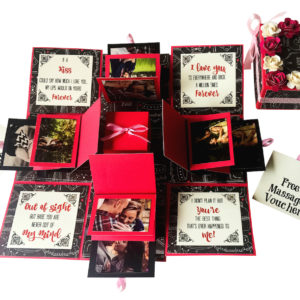 If a
Kiss
COULD SAY HOW MUCH I LOVE YOU,
MY LIPS WOULD BE YOURS
Forever
I love you
TO EVERYWHERE AND BACK
A MILLION TIMES
Forever
Out of sight
BUT BABE YOU ARE
NEVER OUT OF
My Mind
I DIDN'T PLAN IT BUT
You're
THE BEST THING
THAT'S EVER HAPPENED TO
me!
Free
Massage
Voucher